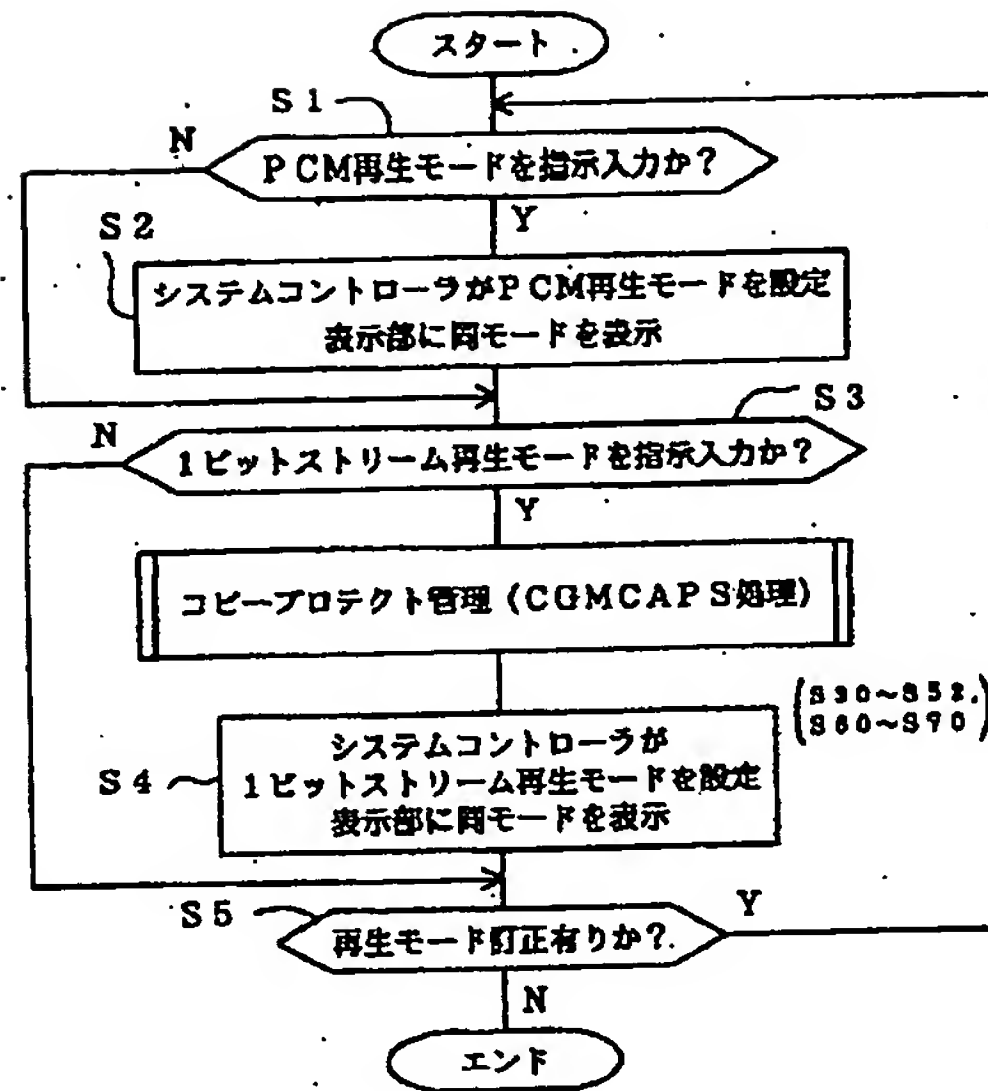 スタート
S1
N
PCM再生モードを指示入力か?
Y
S2
システムコントローラがPCM再生モードを設定
表示部に同モードを表示
S3
N
1ビットストリーム再生モードを指示入力か?
Y
コピープロテクト管理(CGMCAPS処理)
(S30~S52,
S60~S70)
S4
システムコントローラが
1ビットストリーム再生モードを設定
表示部に同モードを表示
S5
Y
再生モード訂正有りか?
N
エンド